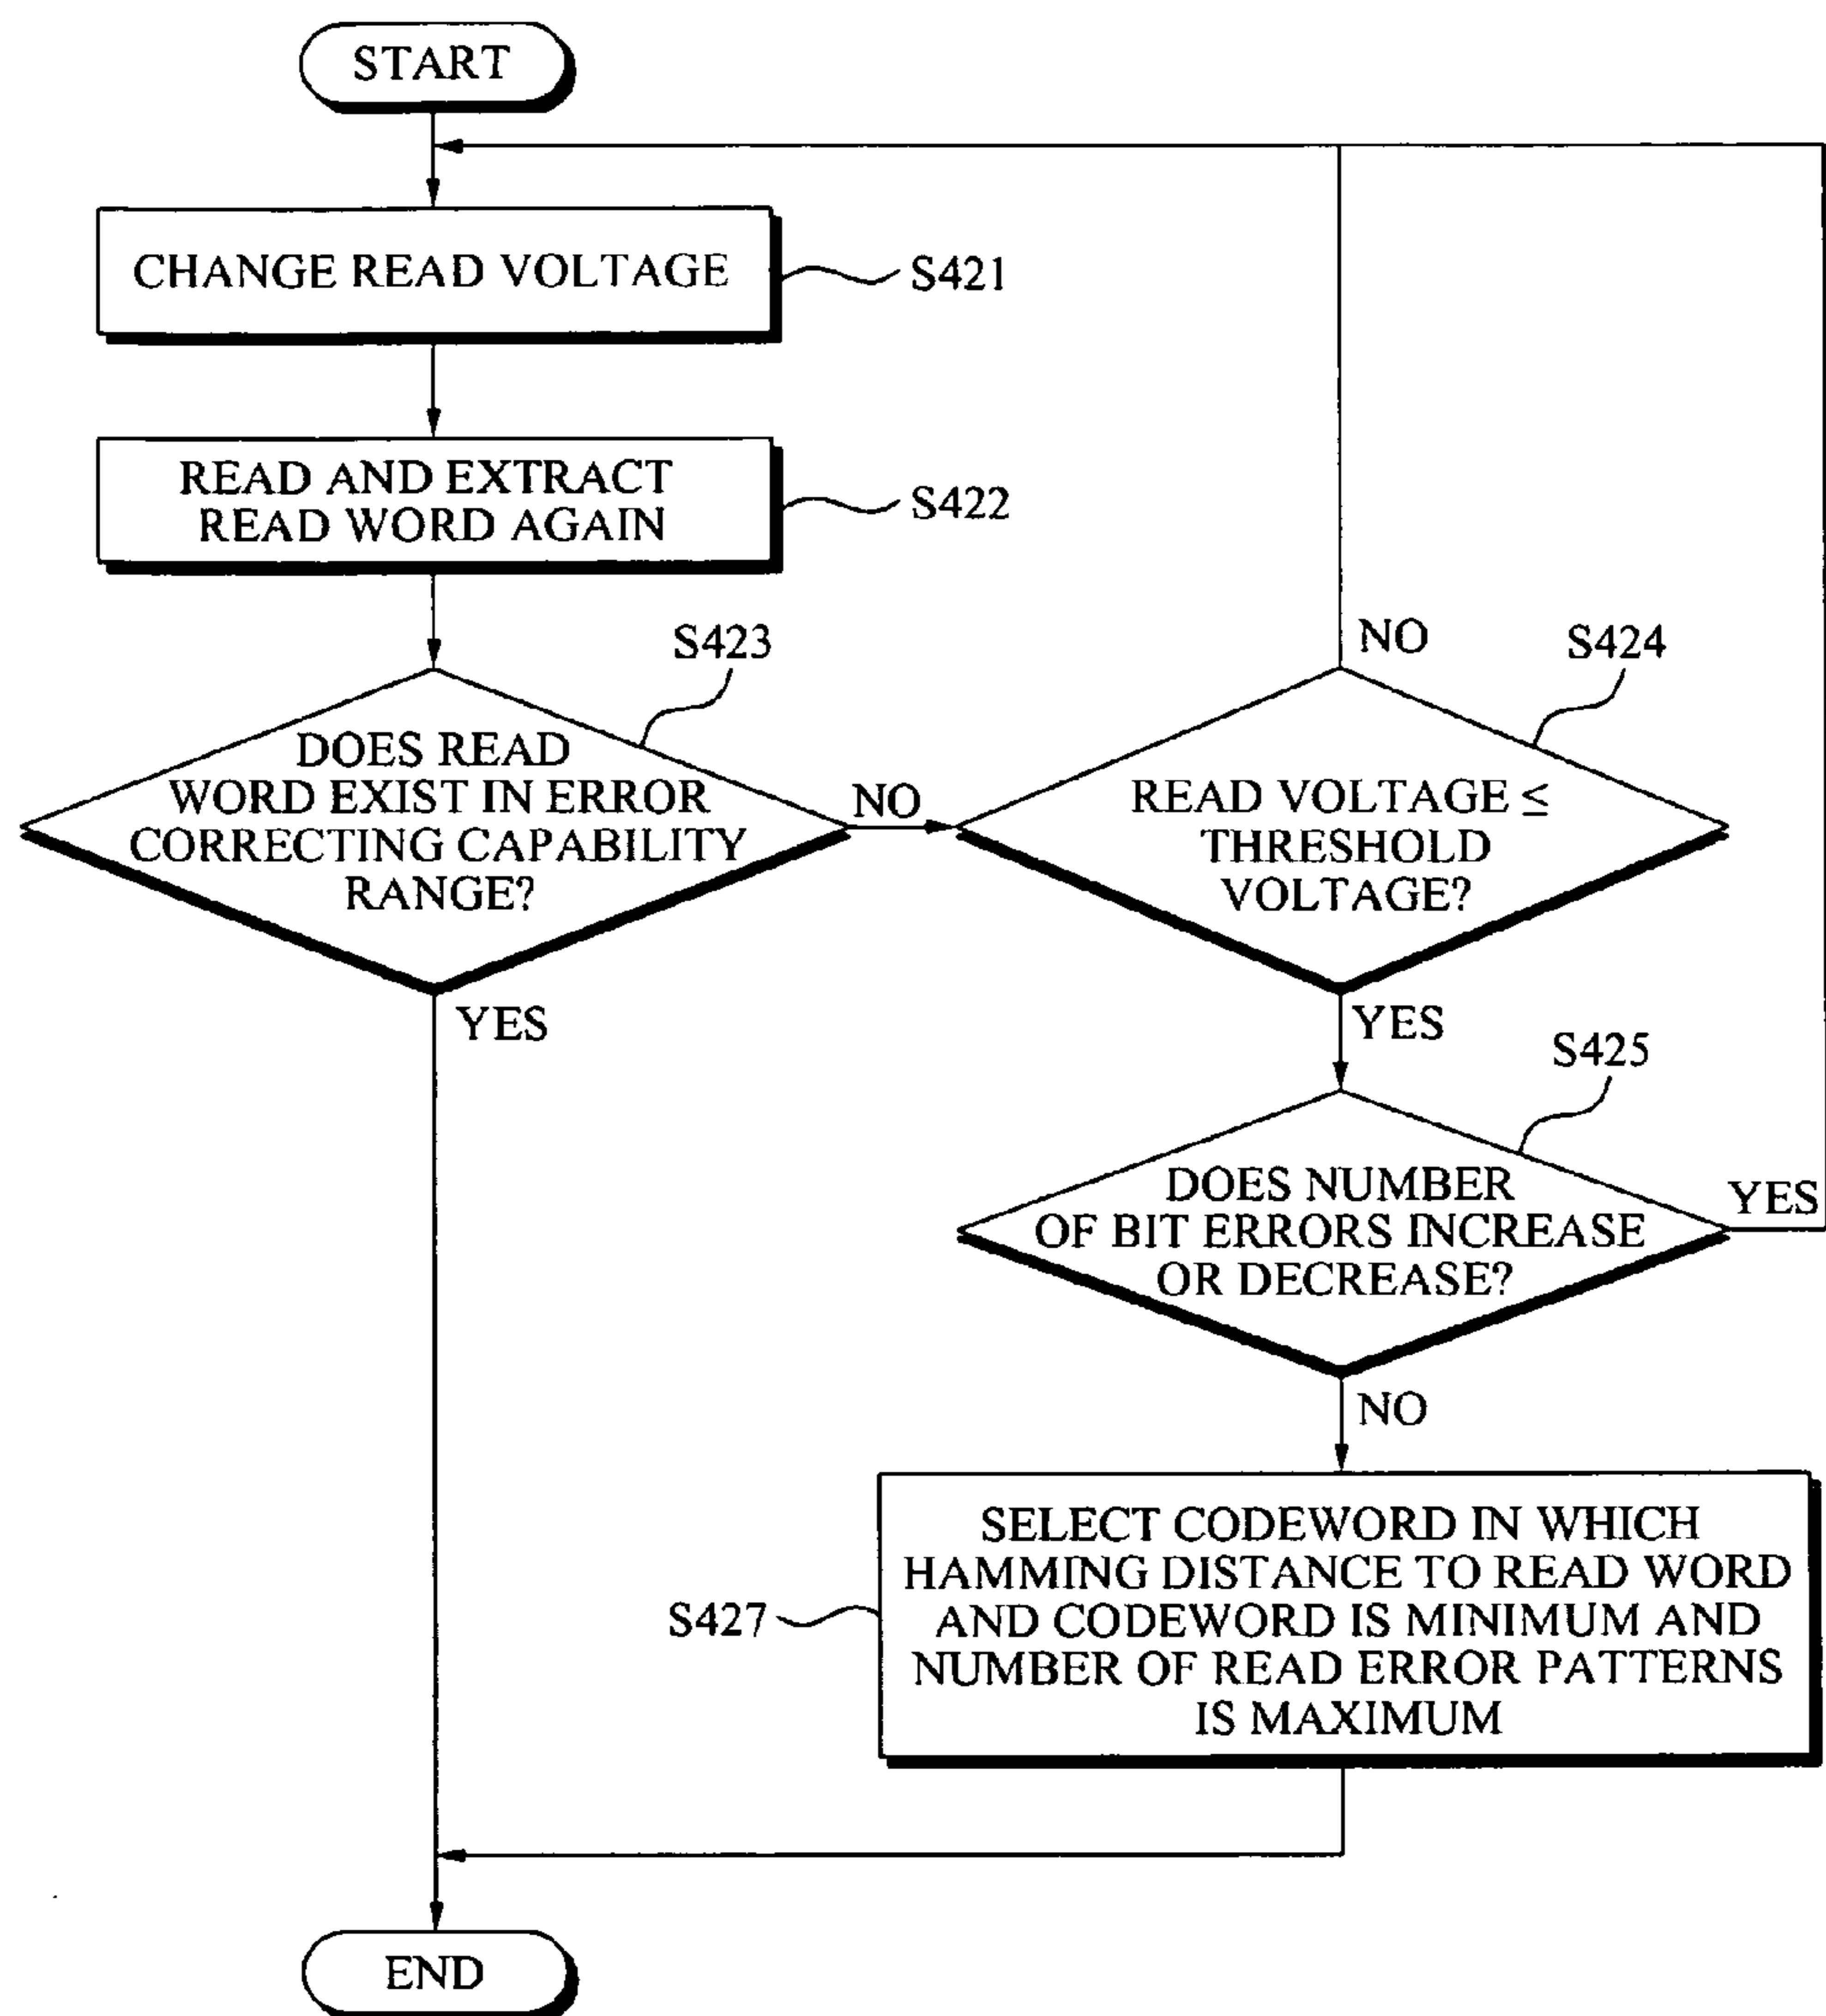 START
CHANGE READ VOLTAGE
S421
READ AND EXTRACT
READ WORD AGAIN
S422
S423
DOES READ
WORD EXIST IN ERROR
CORRECTING CAPABILITY
RANGE?
NO
YES
NO
S424
READ VOLTAGE ≤
THRESHOLD
VOLTAGE?
YES
S425
DOES NUMBER
OF BIT ERRORS INCREASE
OR DECREASE?
YES
NO
SELECT CODEWORD IN WHICH
HAMMING DISTANCE TO READ WORD
AND CODEWORD IS MINIMUM AND
NUMBER OF READ ERROR PATTERNS
IS MAXIMUM
S427
END